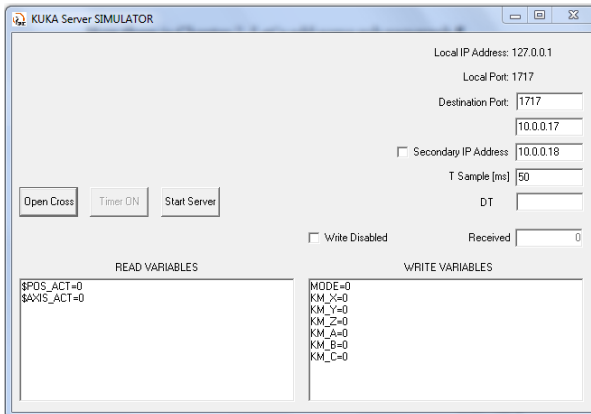 KUKA Server SIMULATOR
Local IP Address: 127.0.0.1
Local Port: 1717
Destination Port: 1717
10.0.0.17
Secondary IP Address 10.0.0.18
T Sample [ms] 50
Open Cross Timer ON Start Server DT
Write Disabled Received 0
READ VARIABLES WRITE VARIABLES
$POS_ACT=0
$AXIS_ACT=0
MODE=0
KM_X=0
KM_Y=0
KM_Z=0
KM_A=0
KM_B=0
KM_C=0